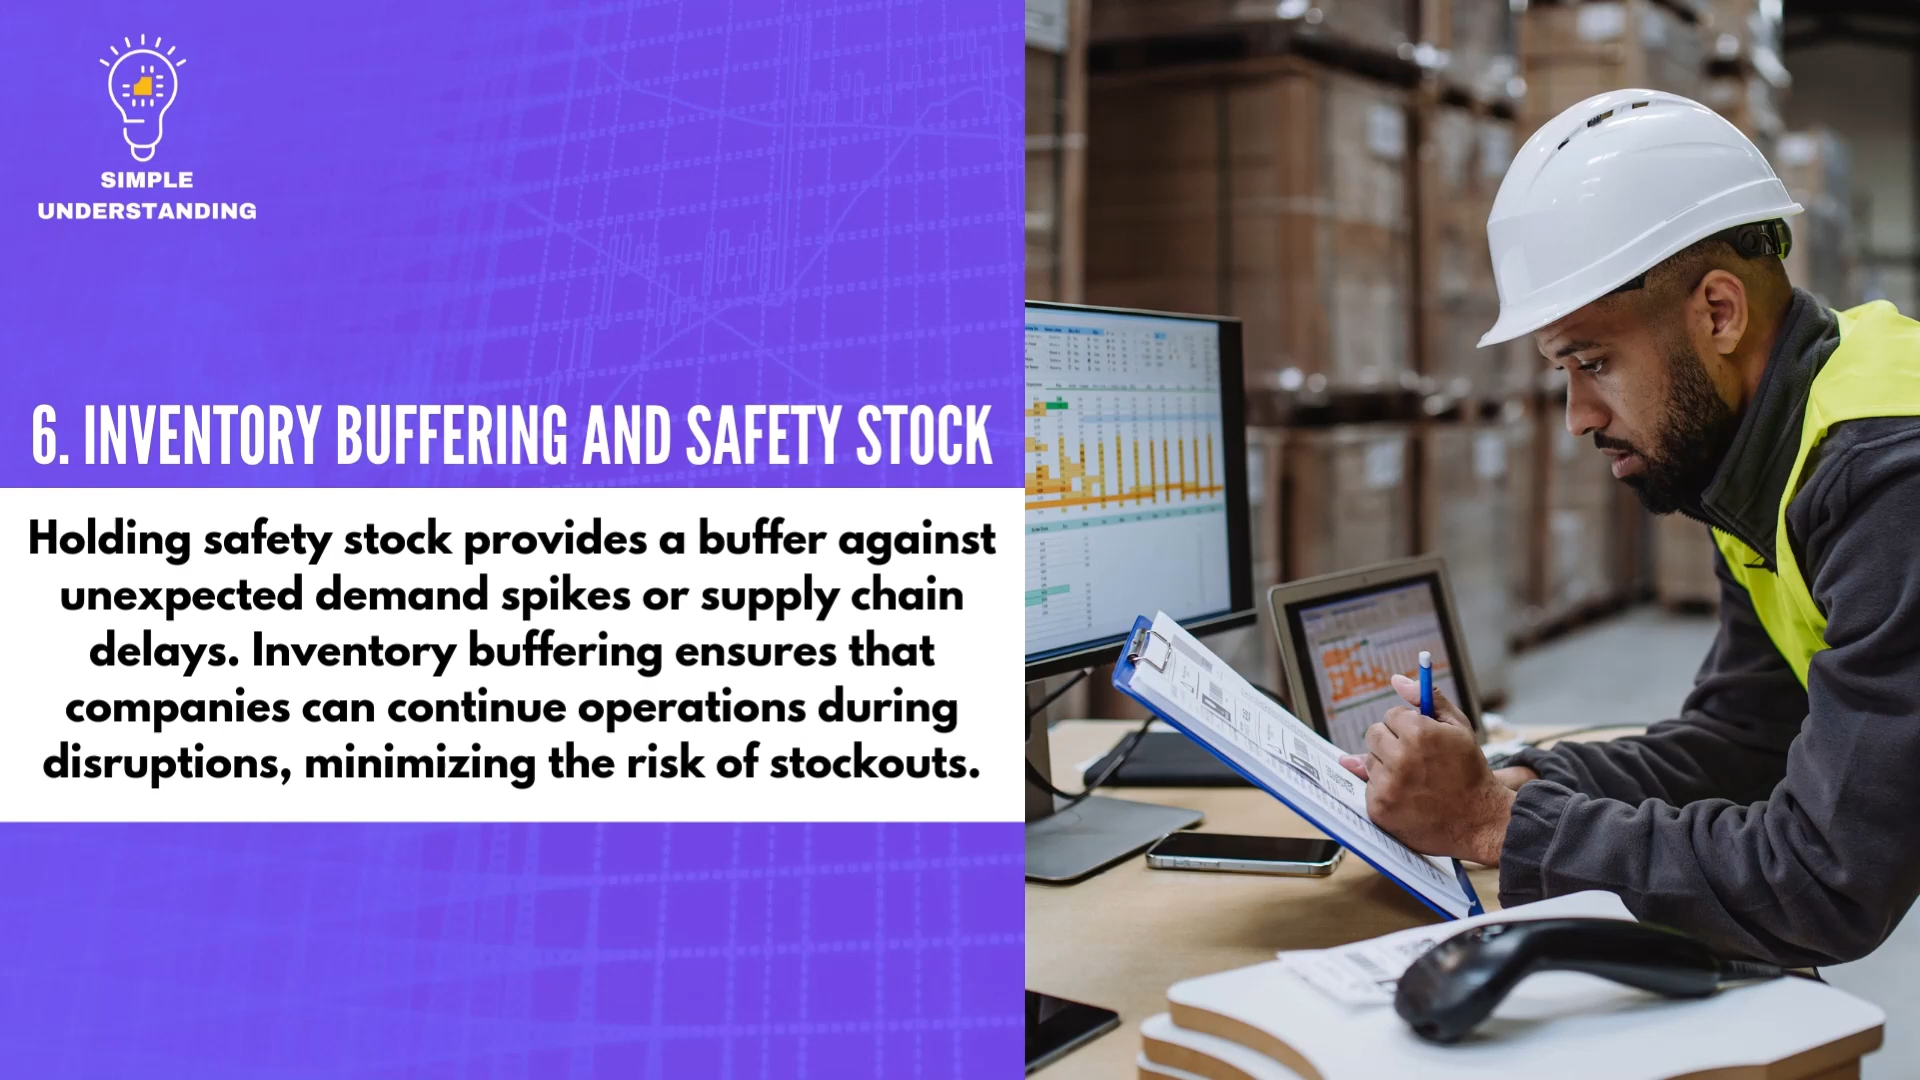 SIMPLE
UNDERSTANDING
6. INVENTORY BUFFERING AND SAFETY STOCK
Holding safety stock provides a buffer against
unexpected demand spikes or supply chain
delays. Inventory buffering ensures that
companies can continue operations during
disruptions, minimizing the risk of stockouts.